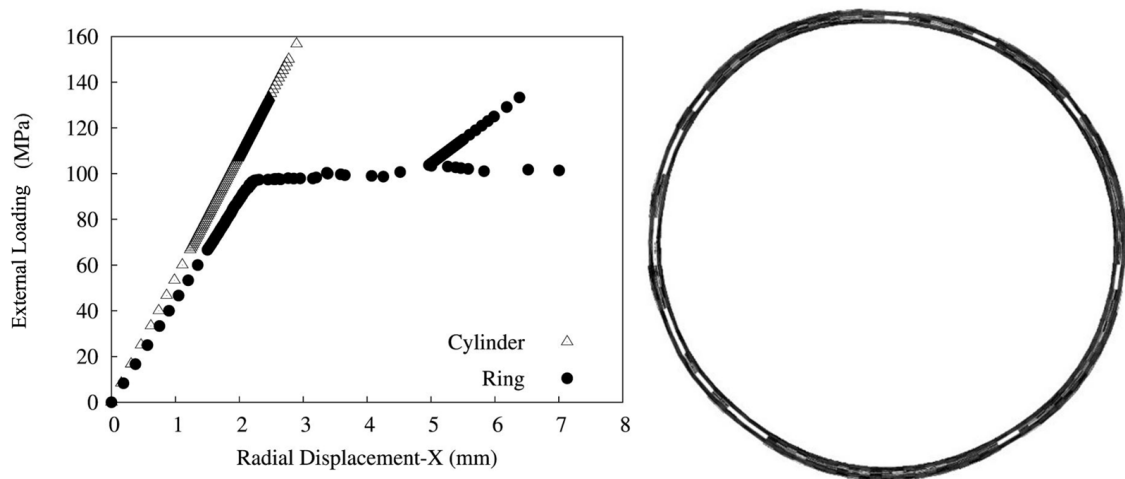 External Loading (MPa)
160
140
120
100
80
60
40
20
0
Cylinder
Ring
0 1 2 3 4 5 6 7 8
Radial Displacement-X (mm)